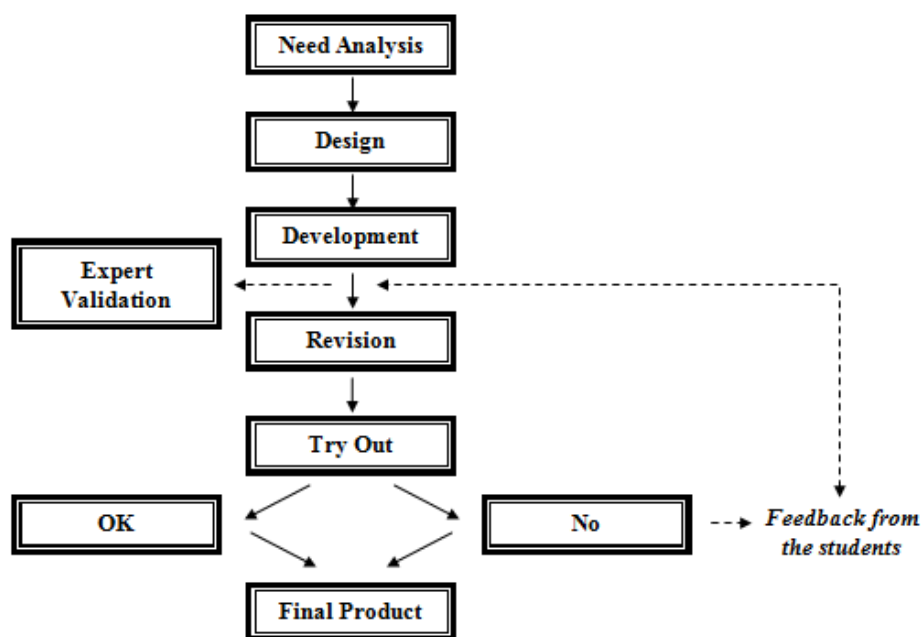 Need Analysis
Design
Development
Expert
Validation
Revision
Try Out
OK
No
Feedback from
the students
Final Product